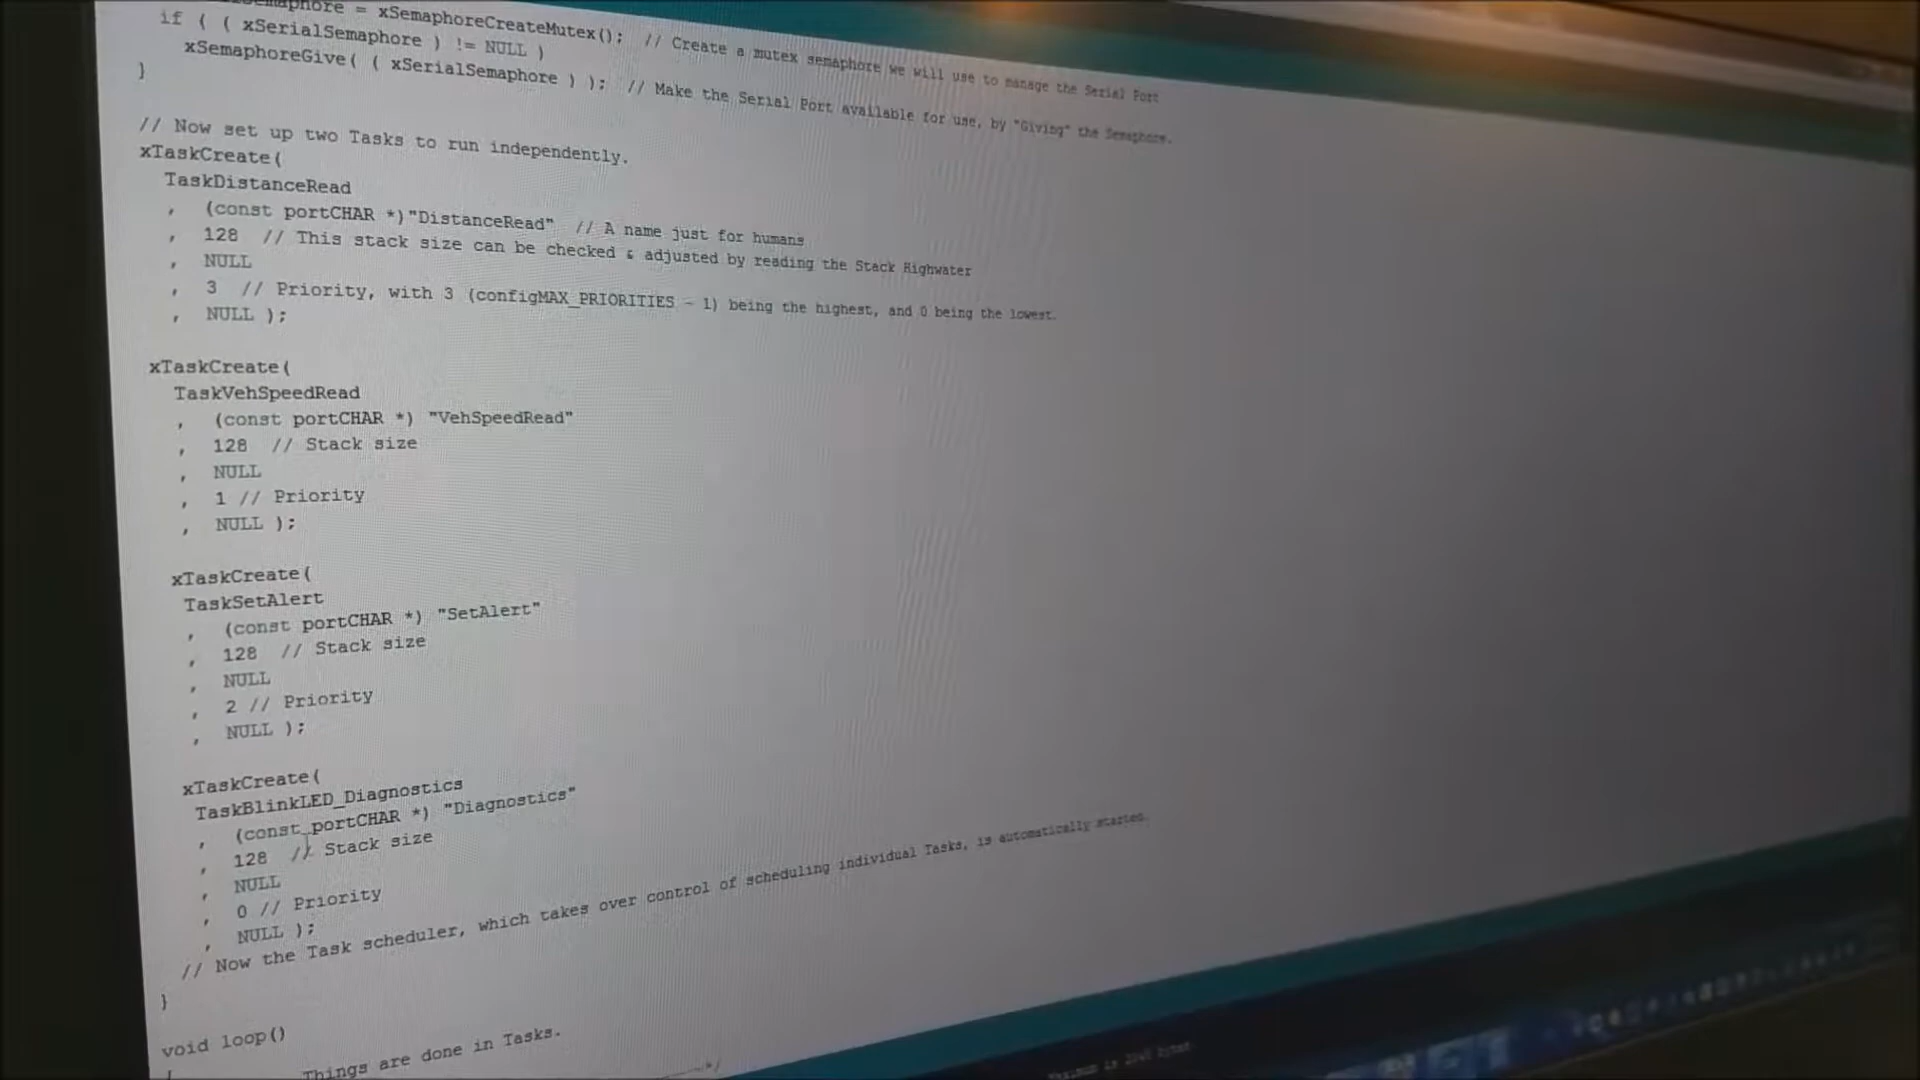 = xSemaphoreCreateMutex(); // Create a mutex semaphore we will use to manage the Serial Port
if ( ( xSerialSemaphore ) != NULL )
xSemaphoreGive( ( xSerialSemaphore ) ); // Make the Serial Port available for use, by "Giving" the Semaphore.
}
// Now set up two Tasks to run independently.
xTaskCreate(
TaskDistanceRead
, (const portCHAR *)"DistanceRead" // A name just for humans
, 128 // This stack size can be checked & adjusted by reading the Stack Highwater
, NULL
, 3 // Priority, with 3 (configMAX_PRIORITIES - 1) being the highest, and 0 being the lowest.
, NULL );
xTaskCreate(
TaskVehSpeedRead
, (const portCHAR *) "VehSpeedRead"
, 128 // Stack size
, NULL
, 1 // Priority
, NULL );
xTaskCreate(
TaskSetAlert
, (const portCHAR *) "SetAlert"
, 128 // Stack size
, NULL
, 2 // Priority
, NULL );
xTaskCreate(
TaskBlinkLED_Diagnostics
, (const portCHAR *) "Diagnostics"
, 128 // Stack size
, NULL
, 0 // Priority
, NULL );
// Now the Task scheduler, which takes over control of scheduling individual Tasks, is automatically started.
}
void loop()
{
Things are done in Tasks.